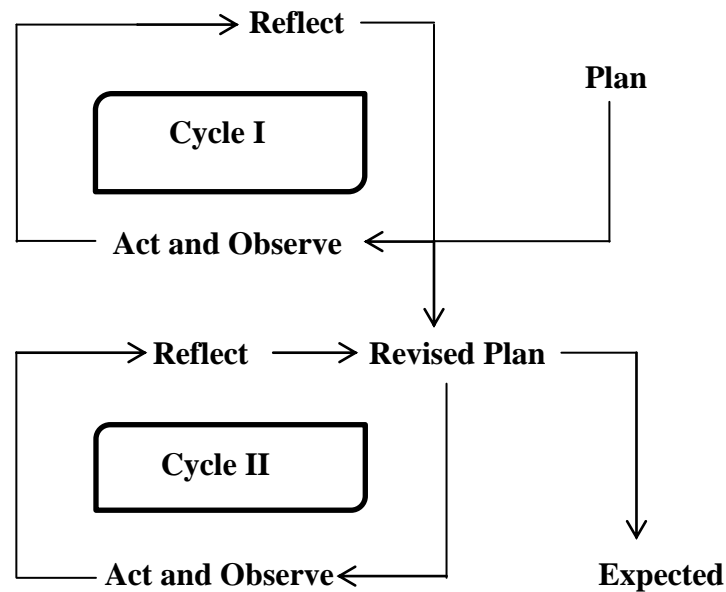 Reflect
Plan
Cycle I
Act and Observe
Reflect
Revised Plan
Cycle II
Act and Observe
Expected